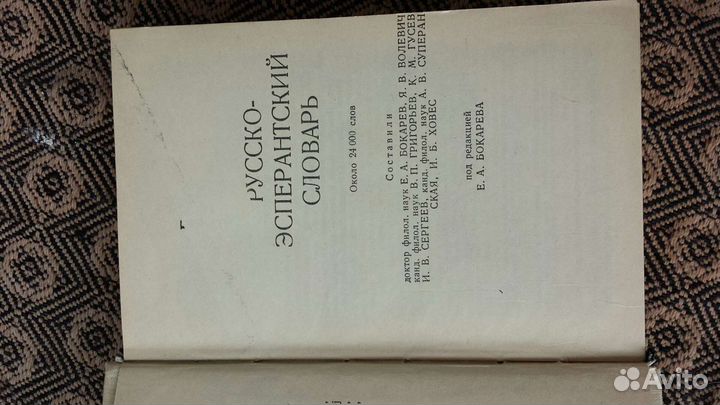 РУССКО-
ЭСПЕРАНТСКИЙ
СЛОВАРЬ
Около 24 000 слов
Составили
доктор филол. наук Е. А. БОКАРЕВ, Я. В. ВОЛЕВИЧ
канд. филол. наук В. П. ГРИГОРЬЕВ, К. М. ГУСЕВ
И. В. СЕРГЕЕВ, канд. филол. наук А. В. СУПЕРАН
СКАЯ, И. Б. ХОВЕС
под редакцией
Е. А. БОКАРЕВА
Avito